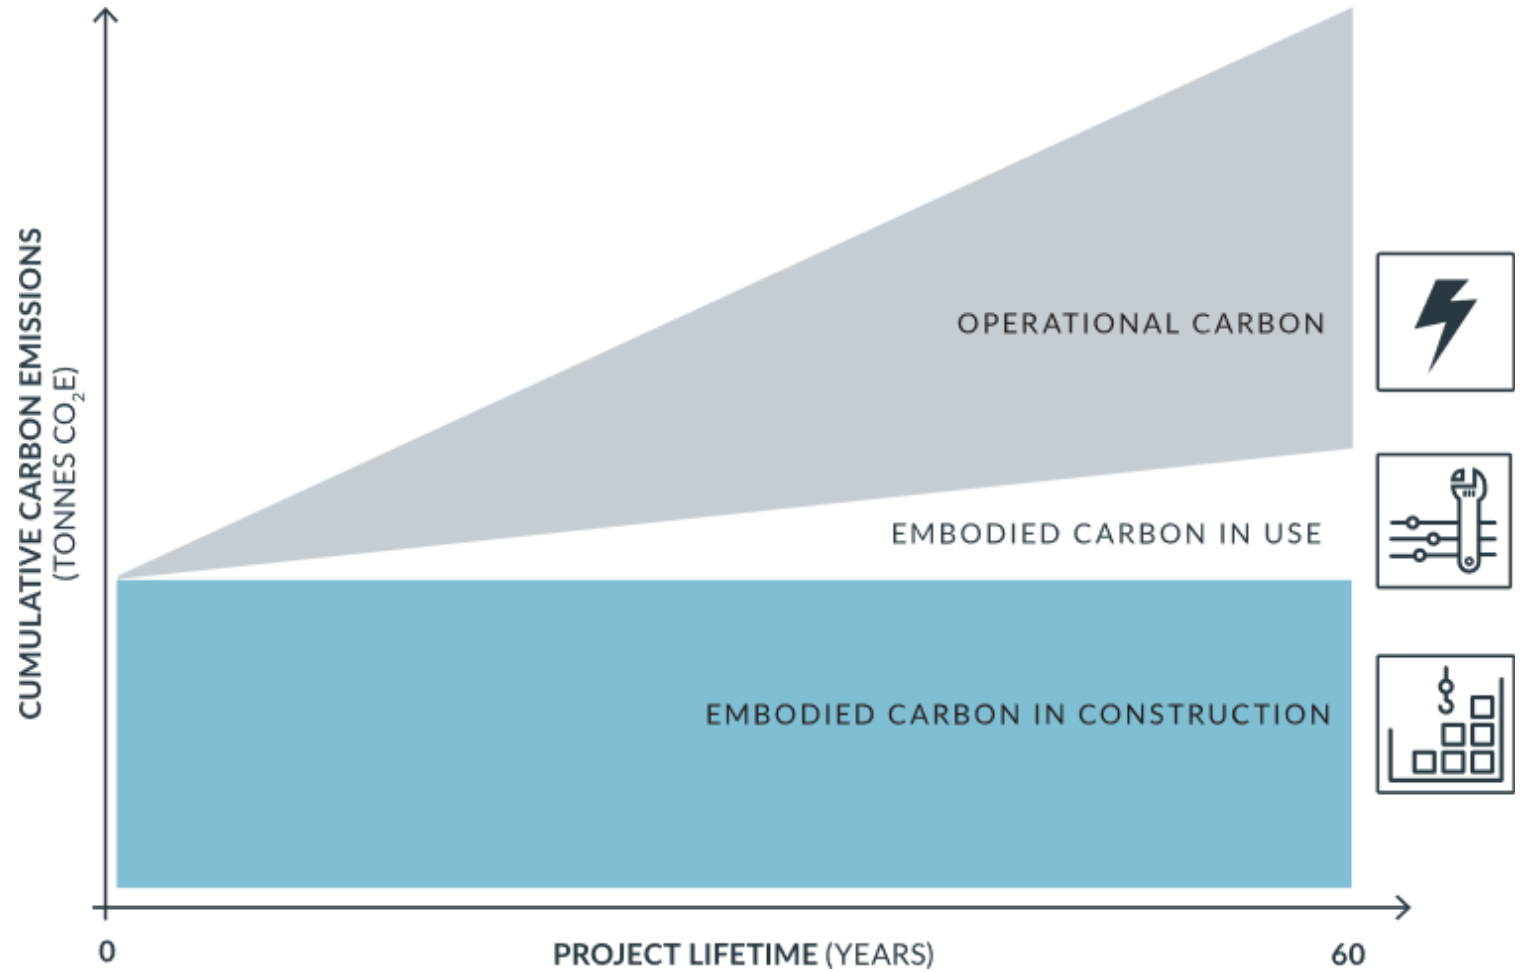 CUMULATIVE CARBON EMISSIONS
(TONNES CO₂E)
OPERATIONAL CARBON
EMBODIED CARBON IN USE
EMBODIED CARBON IN CONSTRUCTION
0
PROJECT LIFETIME (YEARS)
60